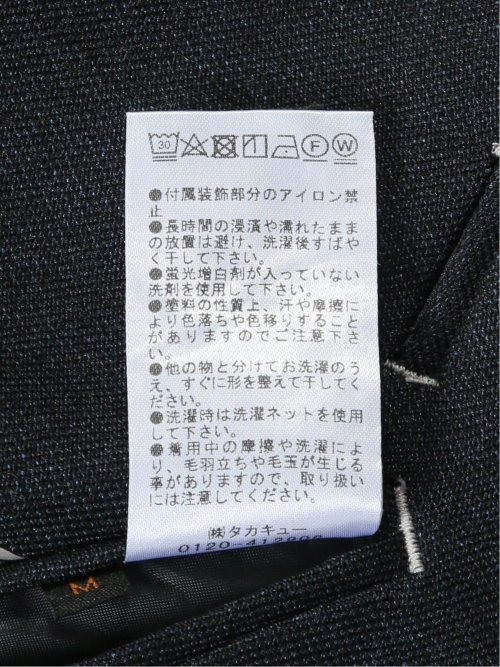 30 F W
●付属装飾部分のアイロン禁
止
●長時間の浸漬や濡れたまま
の放置は避け、洗濯後すばや
く干して下さい。
●蛍光増白剤が入っていない
洗剤を使用して下さい。
●塗料の性質上、汗や摩擦に
より色落ちや色移りすること
がありますのでご注意下さ
い。
●他の物と分けてお洗濯のう
え、すぐに形を整えて干してく
ださい。
●洗濯時は洗濯ネットを使用
して下さい。
●着用中の摩擦や洗濯によ
り、毛羽立ちや毛玉が生じる
事がありますので、取り扱い
には注意してください。
㈱タカキュー
M